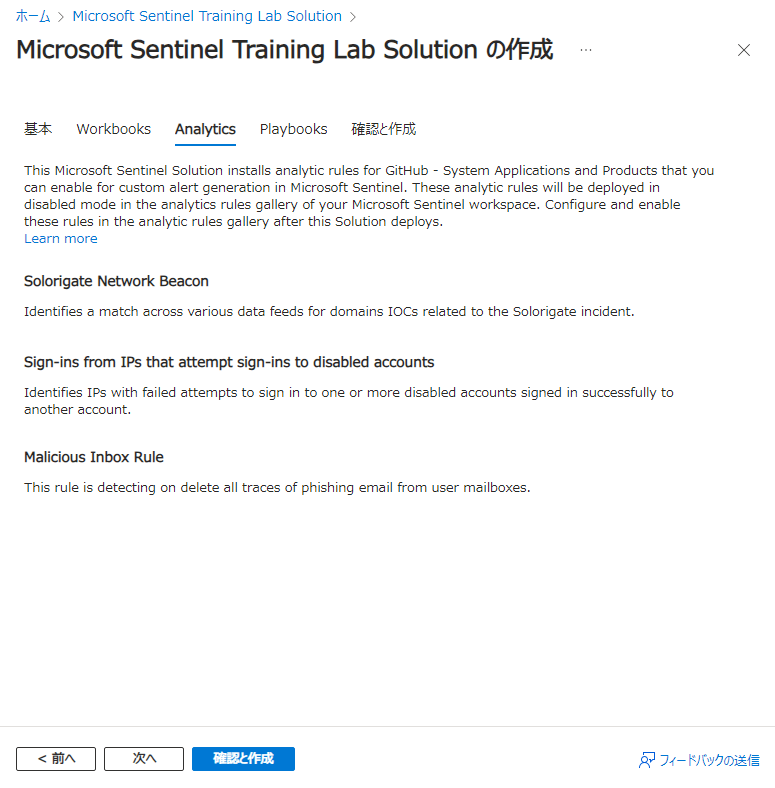 ホーム > Microsoft Sentinel Training Lab Solution >
Microsoft Sentinel Training Lab Solution の作成 …
基本 Workbooks Analytics Playbooks 確認と作成
This Microsoft Sentinel Solution installs analytic rules for GitHub - System Applications and Products that you
can enable for custom alert generation in Microsoft Sentinel. These analytic rules will be deployed in
disabled mode in the analytics rules gallery of your Microsoft Sentinel workspace. Configure and enable
these rules in the analytic rules gallery after this Solution deploys.
Learn more
Solorigate Network Beacon
Identifies a match across various data feeds for domains IOCs related to the Solorigate incident.
Sign-ins from IPs that attempt sign-ins to disabled accounts
Identifies IPs with failed attempts to sign in to one or more disabled accounts signed in successfully to
another account.
Malicious Inbox Rule
This rule is detecting on delete all traces of phishing email from user mailboxes.
< 前へ 次へ 確認と作成 フィードバックの送信